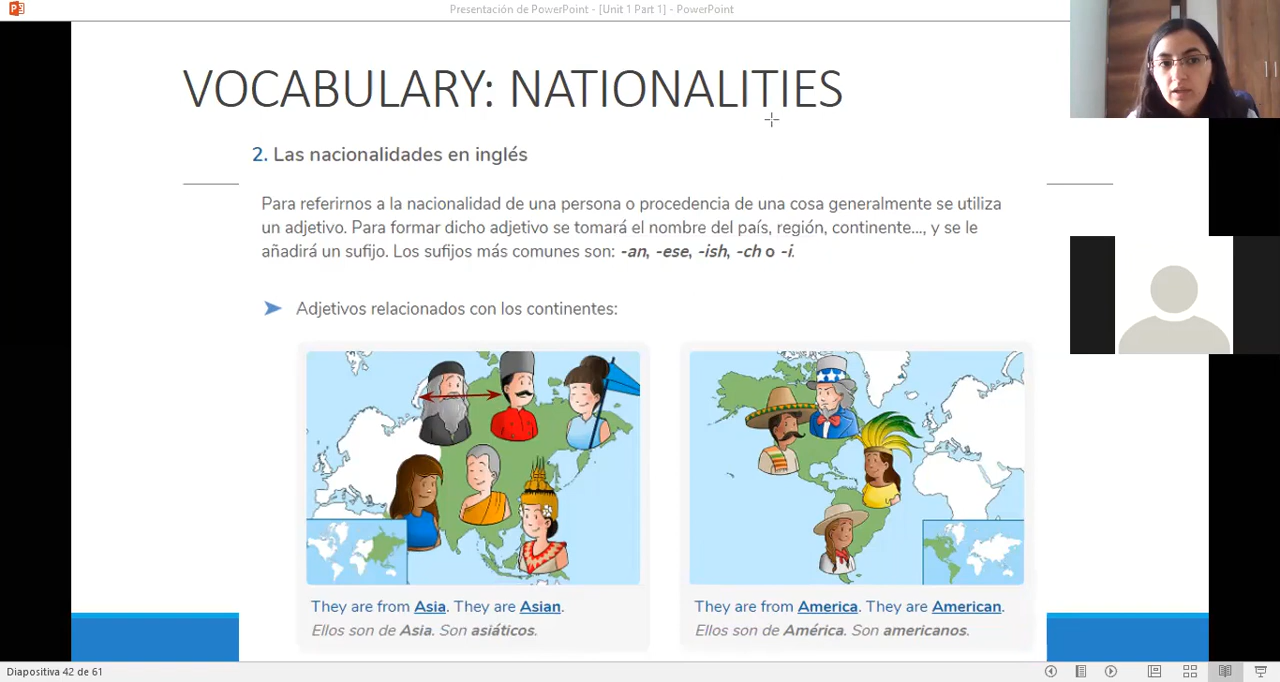 Presentación de PowerPoint - [Unit 1 Part 1] - PowerPoint
VOCABULARY: NATIONALITIES
2. Las nacionalidades en inglés
Para referirnos a la nacionalidad de una persona o procedencia de una cosa generalmente se utiliza
un adjetivo. Para formar dicho adjetivo se tomará el nombre del país, región, continente..., y se le
añadirá un sufijo. Los sufijos más comunes son: -an, -ese, -ish, -ch o -i.
Adjetivos relacionados con los continentes:
They are from Asia. They are Asian.
Ellos son de Asia. Son asiáticos.
They are from America. They are American.
Ellos son de América. Son americanos.
Diapositiva 42 de 61